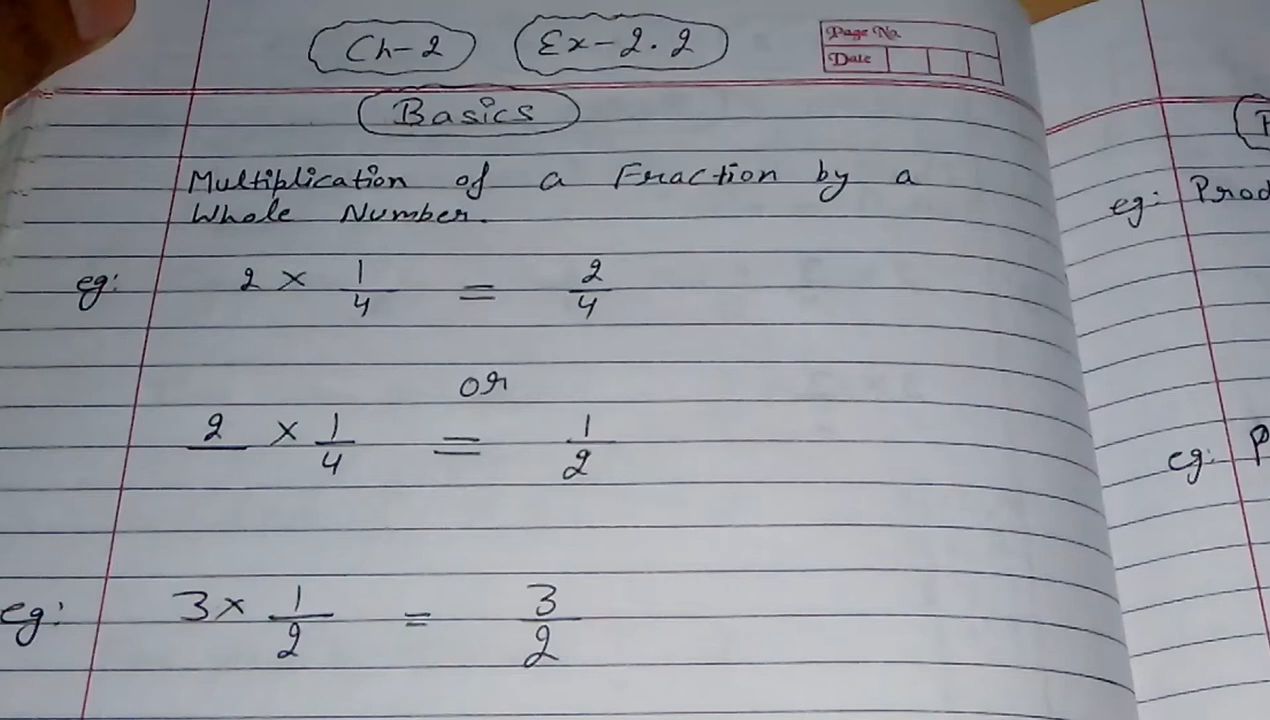 Ch-2 Ex-2.2
Page No.
Date
Basics
Multiplication of a Fraction by a
Whole Number.
eg: 2 × 1/4 = 2/4
or
2 × 1/4 = 1/2
eg: 3 × 1/2 = 3/2
eg:
eg: